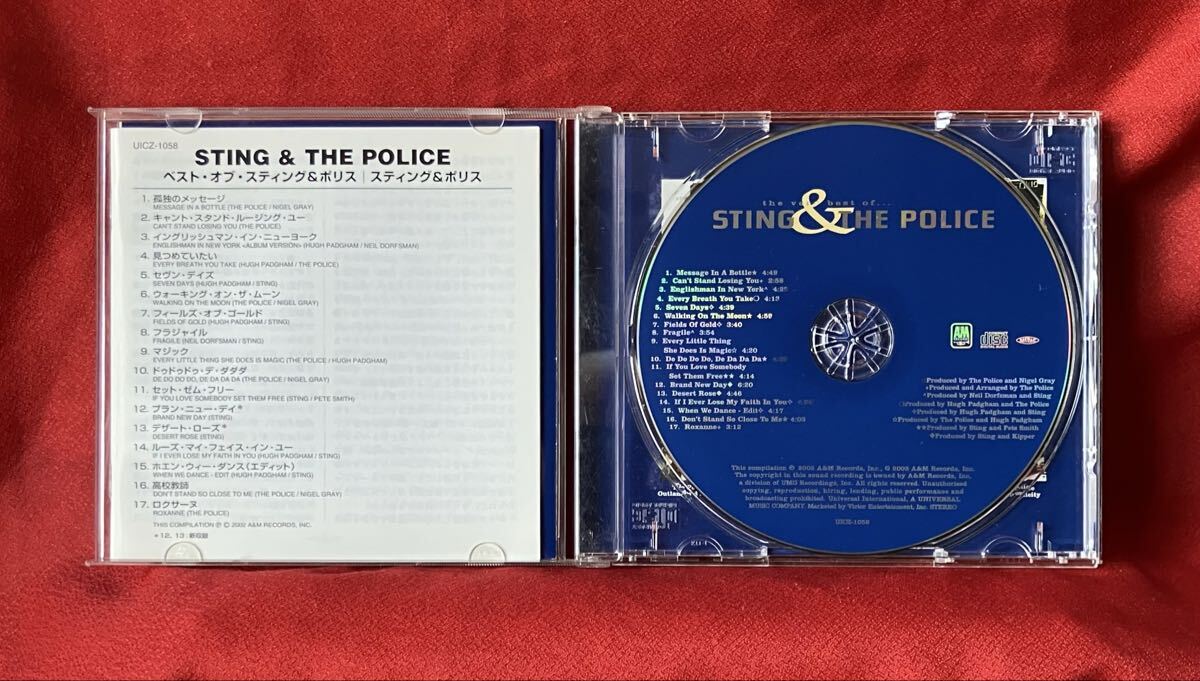 UICZ-1058
STING & THE POLICE
ベスト・オブ・スティング&ポリス | スティング&ポリス
1. 孤独のメッセージ
MESSAGE IN A BOTTLE (THE POLICE / NIGEL GRAY)
2. キャント・スタンド・ルージング・ユー
CAN'T STAND LOSING YOU (THE POLICE)
3. イングリッシュマン・イン・ニューヨーク
ENGLISHMAN IN NEW YORK <ALBUM VERSION> (HUGH PADGHAM / NEIL DORFSMAN)
4. 見つめていたい
EVERY BREATH YOU TAKE (HUGH PADGHAM / THE POLICE)
5. セヴン・デイズ
SEVEN DAYS (HUGH PADGHAM / STING)
6. ウォーキング・オン・ザ・ムーン
WALKING ON THE MOON (THE POLICE / NIGEL GRAY)
7. フィールズ・オブ・ゴールド
FIELDS OF GOLD (HUGH PADGHAM / STING)
8. フラジャイル
FRAGILE (NEIL DORFSMAN / STING)
9. マジック
EVERY LITTLE THING SHE DOES IS MAGIC (THE POLICE / HUGH PADGHAM)
10. ドゥドゥドゥ・デ・ダダダ
DE DO DO DO, DE DA DA DA (THE POLICE / NIGEL GRAY)
11. セット・ゼム・フリー
IF YOU LOVE SOMEBODY SET THEM FREE (STING / PETE SMITH)
12. ブラン・ニュー・デイ*
BRAND NEW DAY (STING)
13. デザート・ローズ*
DESERT ROSE (STING)
14. ルーズ・マイ・フェイス・イン・ユー
IF I EVER LOSE MY FAITH IN YOU (HUGH PADGHAM / STING)
15. ホエン・ウィー・ダンス(エディット)
WHEN WE DANCE - EDIT (HUGH PADGHAM / STING)
16. 高校教師
DON'T STAND SO CLOSE TO ME (THE POLICE / NIGEL GRAY)
17. ロクサーヌ
ROXANNE (THE POLICE)
THIS COMPILATION ℗ © 2002 A&M RECORDS, INC.
*12, 13:新収録
the very best of...
STING & THE POLICE
1. Message In A Bottle★ 4:49
2. Can't Stand Losing You+ 2:58
3. Englishman In New York^ 4:25
4. Every Breath You Take❍ 4:13
5. Seven Days✧ 4:39
6. Walking On The Moon★ 4:59
7. Fields Of Gold✧ 3:40
8. Fragile^ 3:54
9. Every Little Thing
She Does Is Magic☆ 4:20
10. De Do Do Do, De Da Da Da★
11. If You Love Somebody
Set Them Free★★ 4:14
12. Brand New Day✥ 6:20
13. Desert Rose✥ 4:46
14. If I Ever Lose My Faith In You✧
15. When We Dance - Edit✧ 4:17
16. Don't Stand So Close To Me★ 4:03
17. Roxanne+ 3:12
AM
COMPACT
disc
DIGITAL AUDIO
Produced by The Police and Nigel Gray
+Produced and Arranged by The Police
^Produced by Neil Dorfsman and Sting
❍Produced by Hugh Padgham and The Police
✧Produced by Hugh Padgham and Sting
☆Produced by The Police and Hugh Padgham
★★Produced by Sting and Pete Smith
✥Produced by Sting and Kipper
This compilation ℗ 2002 A&M Records, Inc., © 2002 A&M Records, Inc.
The copyright in this sound recording is owned by A&M Records, Inc,
a division of UMG Recordings, Inc. All rights reserved. Unauthorised
copying, reproduction, hiring, lending, public performance and
broadcasting prohibited. Universal International, A UNIVERSAL
MUSIC COMPANY. Marketed by Victor Entertainment, Inc. STEREO
UICZ-1058